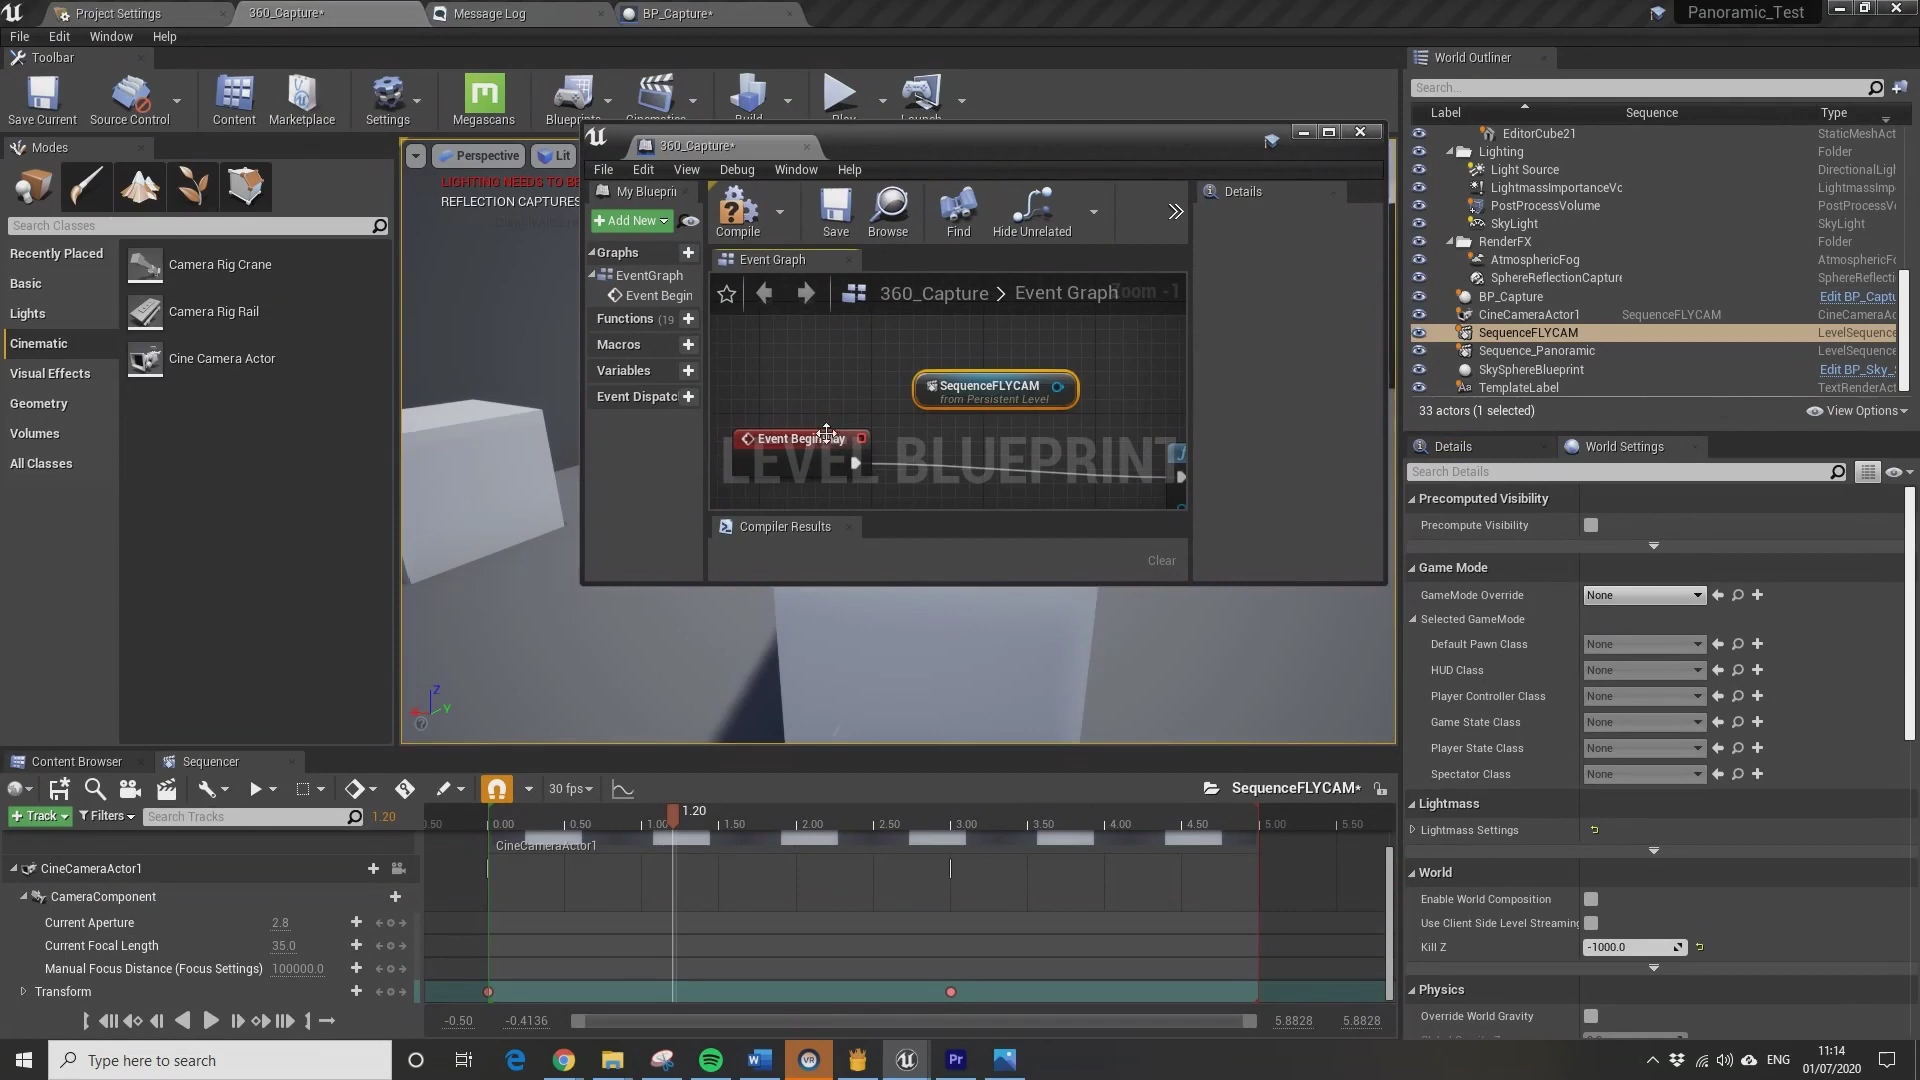 Project Settings
360_Capture*
Message Log
BP_Capture*
Panoramic_Test
File Edit Window Help
Toolbar
Save Current
Source Control
Content
Marketplace
Settings
Megascans
Blueprints
Cinematics
Build
Play
Launch
Modes
Search Classes
Recently Placed
Basic
Lights
Cinematic
Visual Effects
Geometry
Volumes
All Classes
Camera Rig Crane
Camera Rig Rail
Cine Camera Actor
Perspective
Lit
LIGHTING NEEDS TO BE
REFLECTION CAPTURES
360_Capture*
File Edit View Debug Window Help
My Bluepri
+ Add New
Graphs
EventGraph
Event Begin
Functions (19
Macros
Variables
Event Dispatc
Compile
Save
Browse
Find
Hide Unrelated
Event Graph
360_Capture > Event Graph
Zoom -1
SequenceFLYCAM
from Persistent Level
Event BeginPlay
LEVEL BLUEPRINT
Compiler Results
Clear
Details
World Outliner
Search...
Label Sequence Type
EditorCube21 StaticMeshAct
Lighting Folder
Light Source DirectionalLigh
LightmassImportanceVc LightmassImp
PostProcessVolume PostProcessVc
SkyLight SkyLight
RenderFX Folder
AtmosphericFog AtmosphericFc
SphereReflectionCapture SphereReflecti
BP_Capture Edit BP_Captu
CineCameraActor1 SequenceFLYCAM CineCameraAc
SequenceFLYCAM LevelSequence
Sequence_Panoramic LevelSequence
SkySphereBlueprint Edit BP_Sky_S
TemplateLabel TextRenderAct
33 actors (1 selected)
View Options
Details
World Settings
Search Details
Precomputed Visibility
Precompute Visibility
Game Mode
GameMode Override None
Selected GameMode
Default Pawn Class None
HUD Class None
Player Controller Class None
Game State Class None
Player State Class None
Spectator Class None
Lightmass
Lightmass Settings
World
Enable World Composition
Use Client Side Level Streaming
Kill Z -1000.0
Physics
Override World Gravity
Content Browser
Sequencer
30 fps
SequenceFLYCAM*
+ Track
Filters
Search Tracks
1.20
1.20
0.00 0.50 1.00 1.50 2.00 2.50 3.00 3.50 4.00 4.50 5.00 5.50
CineCameraActor1
CineCameraActor1
CameraComponent
Current Aperture 2.8
Current Focal Length 35.0
Manual Focus Distance (Focus Settings) 100000.0
Transform
-0.50 -0.4136 5.8828 5.8828
Type here to search
ENG
11:14
01/07/2020